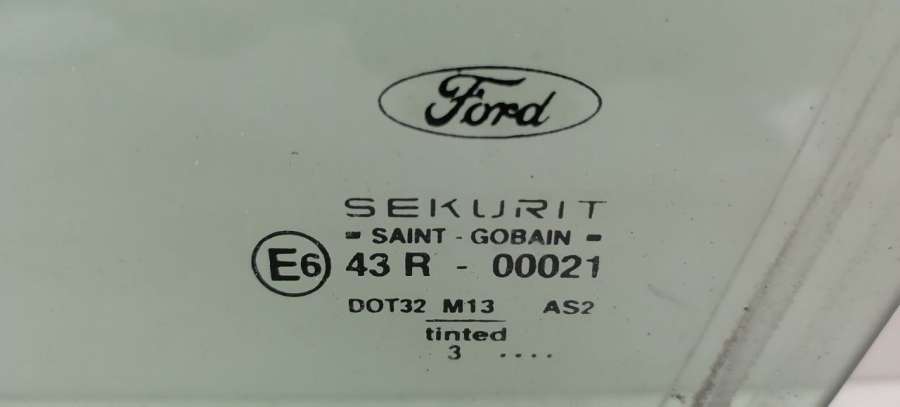 Ford
SEKURIT
- SAINT - GOBAIN -
E6 43 R - 00021
DOT32 M13 AS2
tinted
3 ....